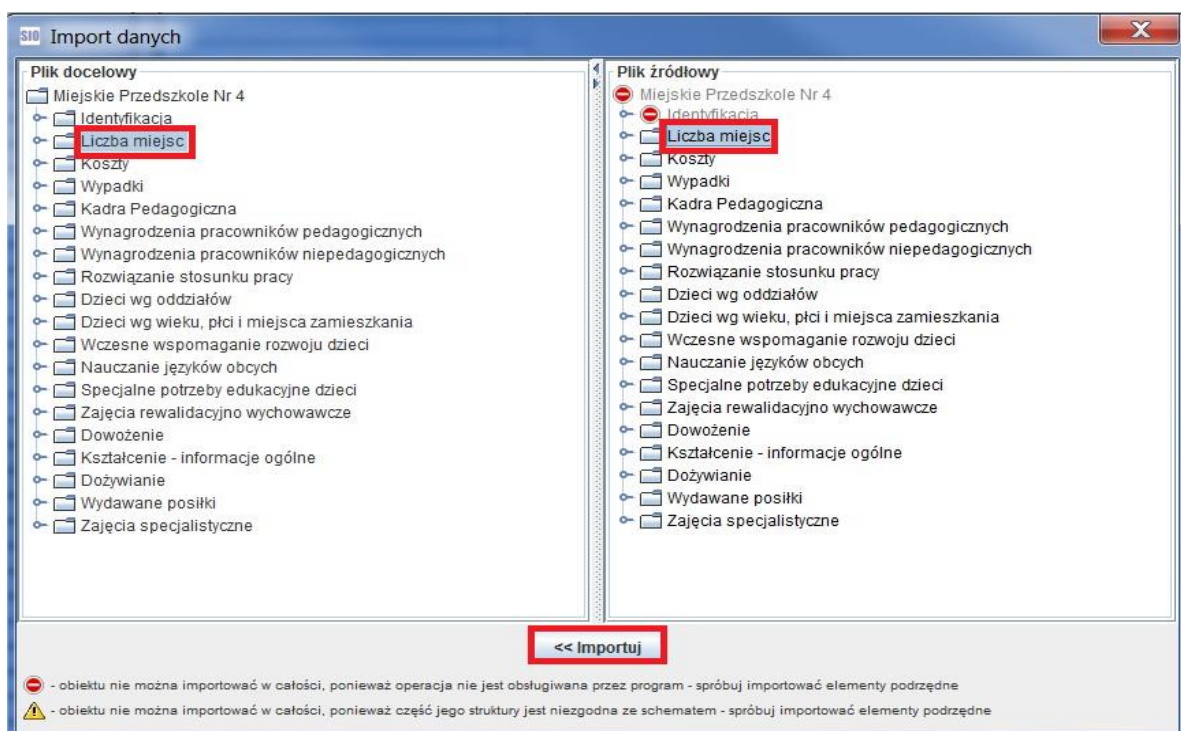 SIO Import danych
Plik docelowy
Miejskie Przedszkole Nr 4
Identyfikacja
Liczba miejsc
Koszty
Wypadki
Kadra Pedagogiczna
Wynagrodzenia pracowników pedagogicznych
Wynagrodzenia pracowników niepedagogicznych
Rozwiązanie stosunku pracy
Dzieci wg oddziałów
Dzieci wg wieku, płci i miejsca zamieszkania
Wczesne wspomaganie rozwoju dzieci
Nauczanie języków obcych
Specjalne potrzeby edukacyjne dzieci
Zajęcia rewalidacyjno wychowawcze
Dowożenie
Kształcenie - informacje ogólne
Dożywianie
Wydawane posiłki
Zajęcia specjalistyczne
Plik źródłowy
Miejskie Przedszkole Nr 4
Identyfikacja
Liczba miejsc
Koszty
Wypadki
Kadra Pedagogiczna
Wynagrodzenia pracowników pedagogicznych
Wynagrodzenia pracowników niepedagogicznych
Rozwiązanie stosunku pracy
Dzieci wg oddziałów
Dzieci wg wieku, płci i miejsca zamieszkania
Wczesne wspomaganie rozwoju dzieci
Nauczanie języków obcych
Specjalne potrzeby edukacyjne dzieci
Zajęcia rewalidacyjno wychowawcze
Dowożenie
Kształcenie - informacje ogólne
Dożywianie
Wydawane posiłki
Zajęcia specjalistyczne
<< Importuj
- obiektu nie można importować w całości, ponieważ operacja nie jest obsługiwana przez program - spróbuj importować elementy podrzędne
- obiektu nie można importować w całości, ponieważ część jego struktury jest niezgodna ze schematem - spróbuj importować elementy podrzędne